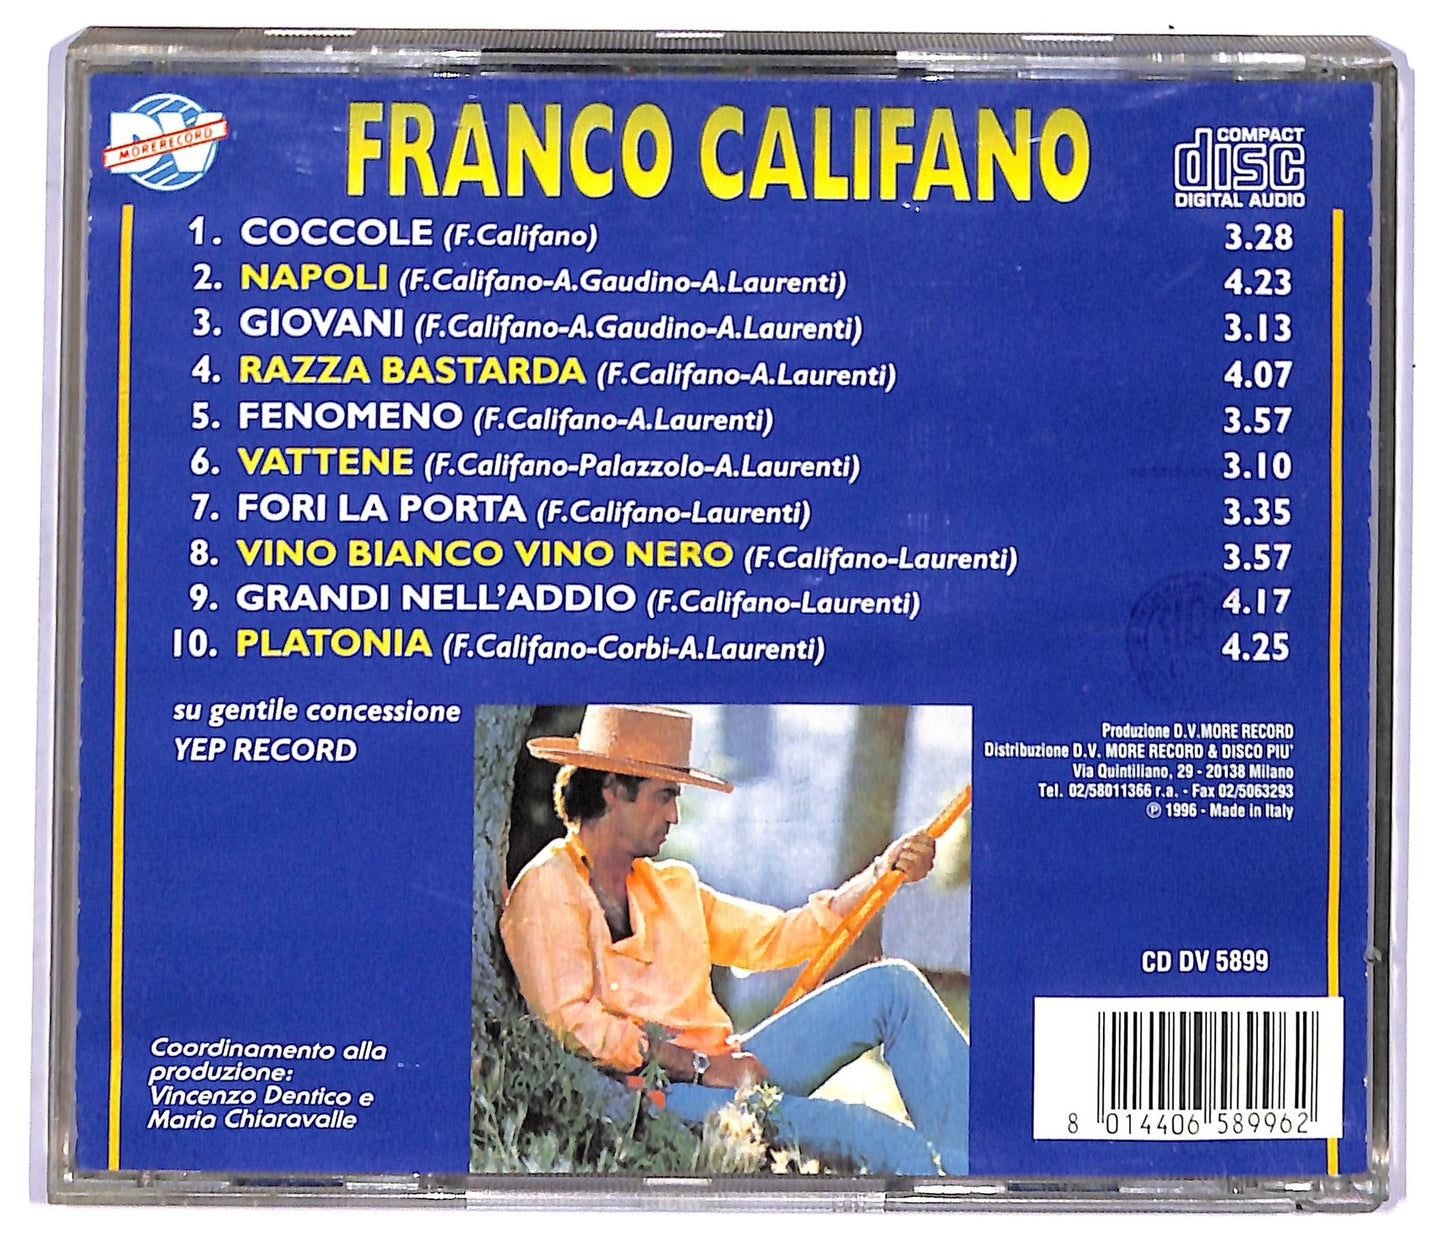 DV
MORE RECORD
FRANCO CALIFANO
COMPACT
disc
DIGITAL AUDIO
1. COCCOLE (F.Califano) 3.28
2. NAPOLI (F.Califano-A.Gaudino-A.Laurenti) 4.23
3. GIOVANI (F.Califano-A.Gaudino-A.Laurenti) 3.13
4. RAZZA BASTARDA (F.Califano-A.Laurenti) 4.07
5. FENOMENO (F.Califano-A.Laurenti) 3.57
6. VATTENE (F.Califano-Palazzolo-A.Laurenti) 3.10
7. FORI LA PORTA (F.Califano-Laurenti) 3.35
8. VINO BIANCO VINO NERO (F.Califano-Laurenti) 3.57
9. GRANDI NELL'ADDIO (F.Califano-Laurenti) 4.17
10. PLATONIA (F.Califano-Corbi-A.Laurenti) 4.25
su gentile concessione
YEP RECORD
Produzione D.V.MORE RECORD
Distribuzione D.V. MORE RECORD & DISCO PIU'
Via Quintiliano, 29 - 20138 Milano
Tel. 02/58011366 r.a. - Fax 02/5063293
℗ 1996 - Made in Italy
CD DV 5899
Coordinamento alla
produzione:
Vincenzo Dentico e
Maria Chiaravalle
8 014406 589962